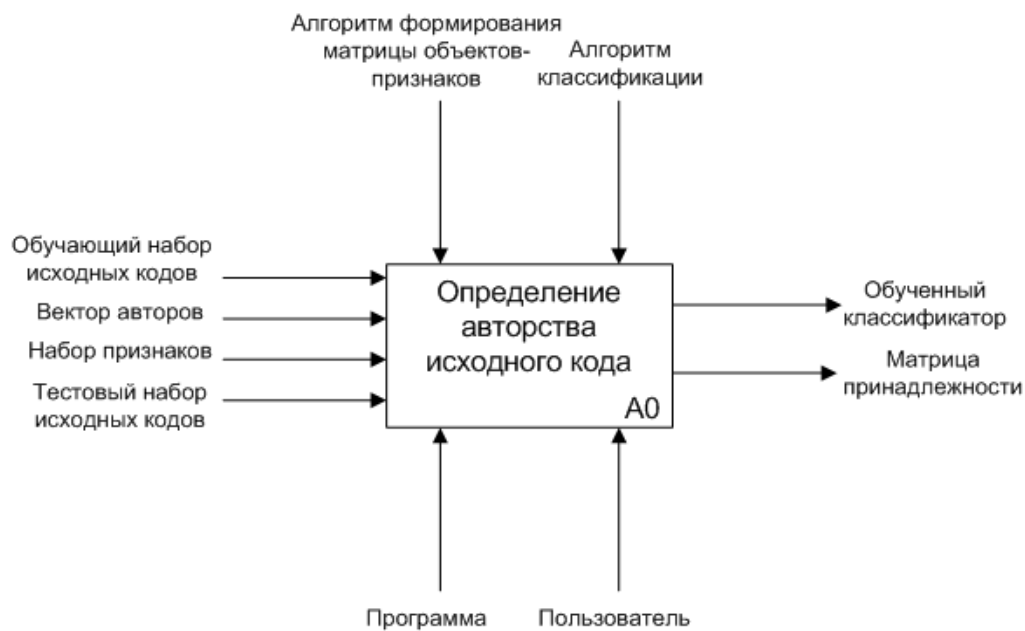 Алгоритм формирования
матрицы объектов-
признаков
Алгоритм
классификации
Обучающий набор
исходных кодов
Вектор авторов
Набор признаков
Тестовый набор
исходных кодов
Определение
авторства
исходного кода
А0
Обученный
классификатор
Матрица
принадлежности
Программа
Пользователь